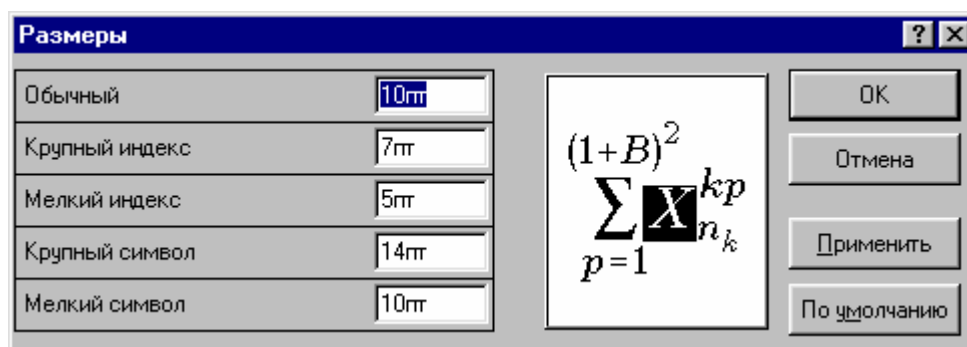 Размеры
Обычный 10пт
Крупный индекс 7пт
Мелкий индекс 5пт
Крупный символ 14пт
Мелкий символ 10пт
(1+B)²
∑ X kp
n k
p=1
OK
Отмена
Применить
По умолчанию